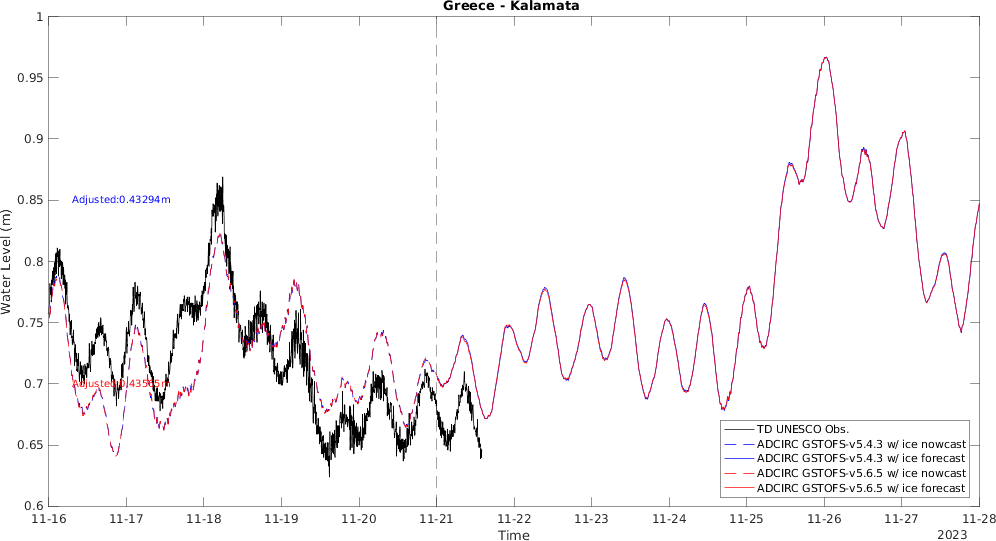 Greece - Kalamata
1
0.95
0.9
0.85
0.8
0.75
0.7
0.65
0.6
Water Level (m)
Adjusted:0.43294m
Adjusted:0.43565m
TD UNESCO Obs.
ADCIRC GSTOFS-v5.4.3 w/ ice nowcast
ADCIRC GSTOFS-v5.4.3 w/ ice forecast
ADCIRC GSTOFS-v5.6.5 w/ ice nowcast
ADCIRC GSTOFS-v5.6.5 w/ ice forecast
11-16 11-17 11-18 11-19 11-20 11-21 11-22 11-23 11-24 11-25 11-26 11-27 11-28
Time
2023